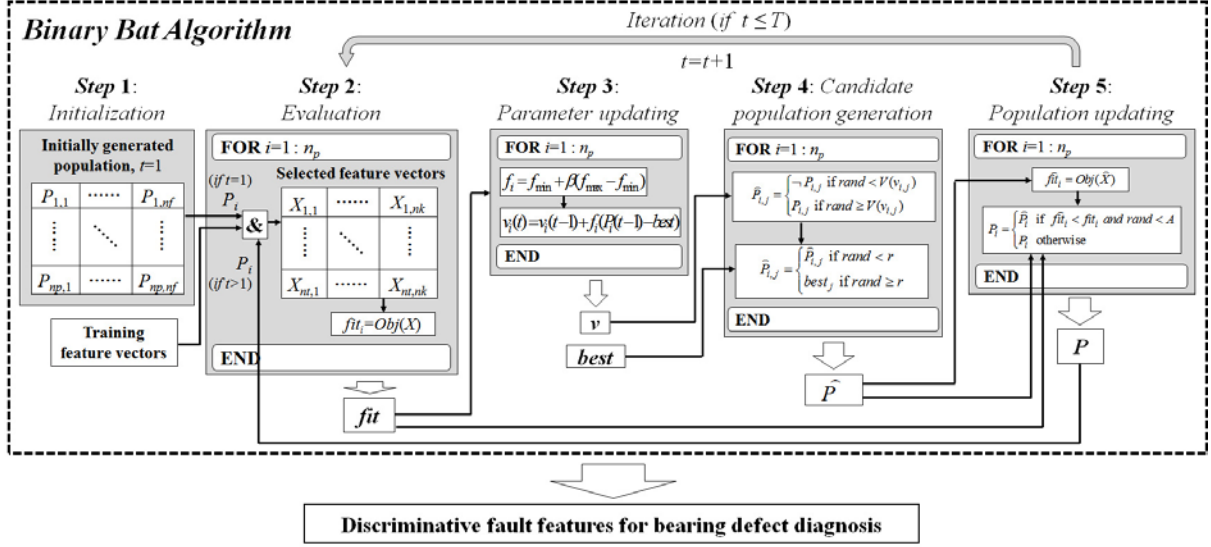 Binary Bat Algorithm
Iteration (if t ≤ T)
t=t+1
Step 1:
Initialization
Initially generated
population, t=1
P1,1 ...... P1,nf
Pnp,1 ...... Pnp,nf
Training
feature vectors
(if t=1)
Pi
&
Pi
(if t>1)
Step 2:
Evaluation
FOR i=1 : np
Selected feature vectors
X1,1 ...... X1,nk
Xnt,1 ...... Xnt,nk
fiti=Obj(X)
END
fit
Step 3:
Parameter updating
FOR i=1 : np
fi = fmin + β(fmax − fmin)
vi(t)=vi(t−1)+fi(Pi(t−1)−best)
END
v
best
Step 4: Candidate
population generation
FOR i=1 : np
P̂i,j = { ¬Pi,j if rand < V(vi,j)
Pi,j if rand ≥ V(vi,j)
P̂i,j = { P̂i,j if rand < r
bestj if rand ≥ r
END
P̂
Step 5:
Population updating
FOR i=1 : np
fît i = Obj(X̂)
Pi = { P̂i if fît i < fiti and rand < A
Pi otherwise
END
P
Discriminative fault features for bearing defect diagnosis